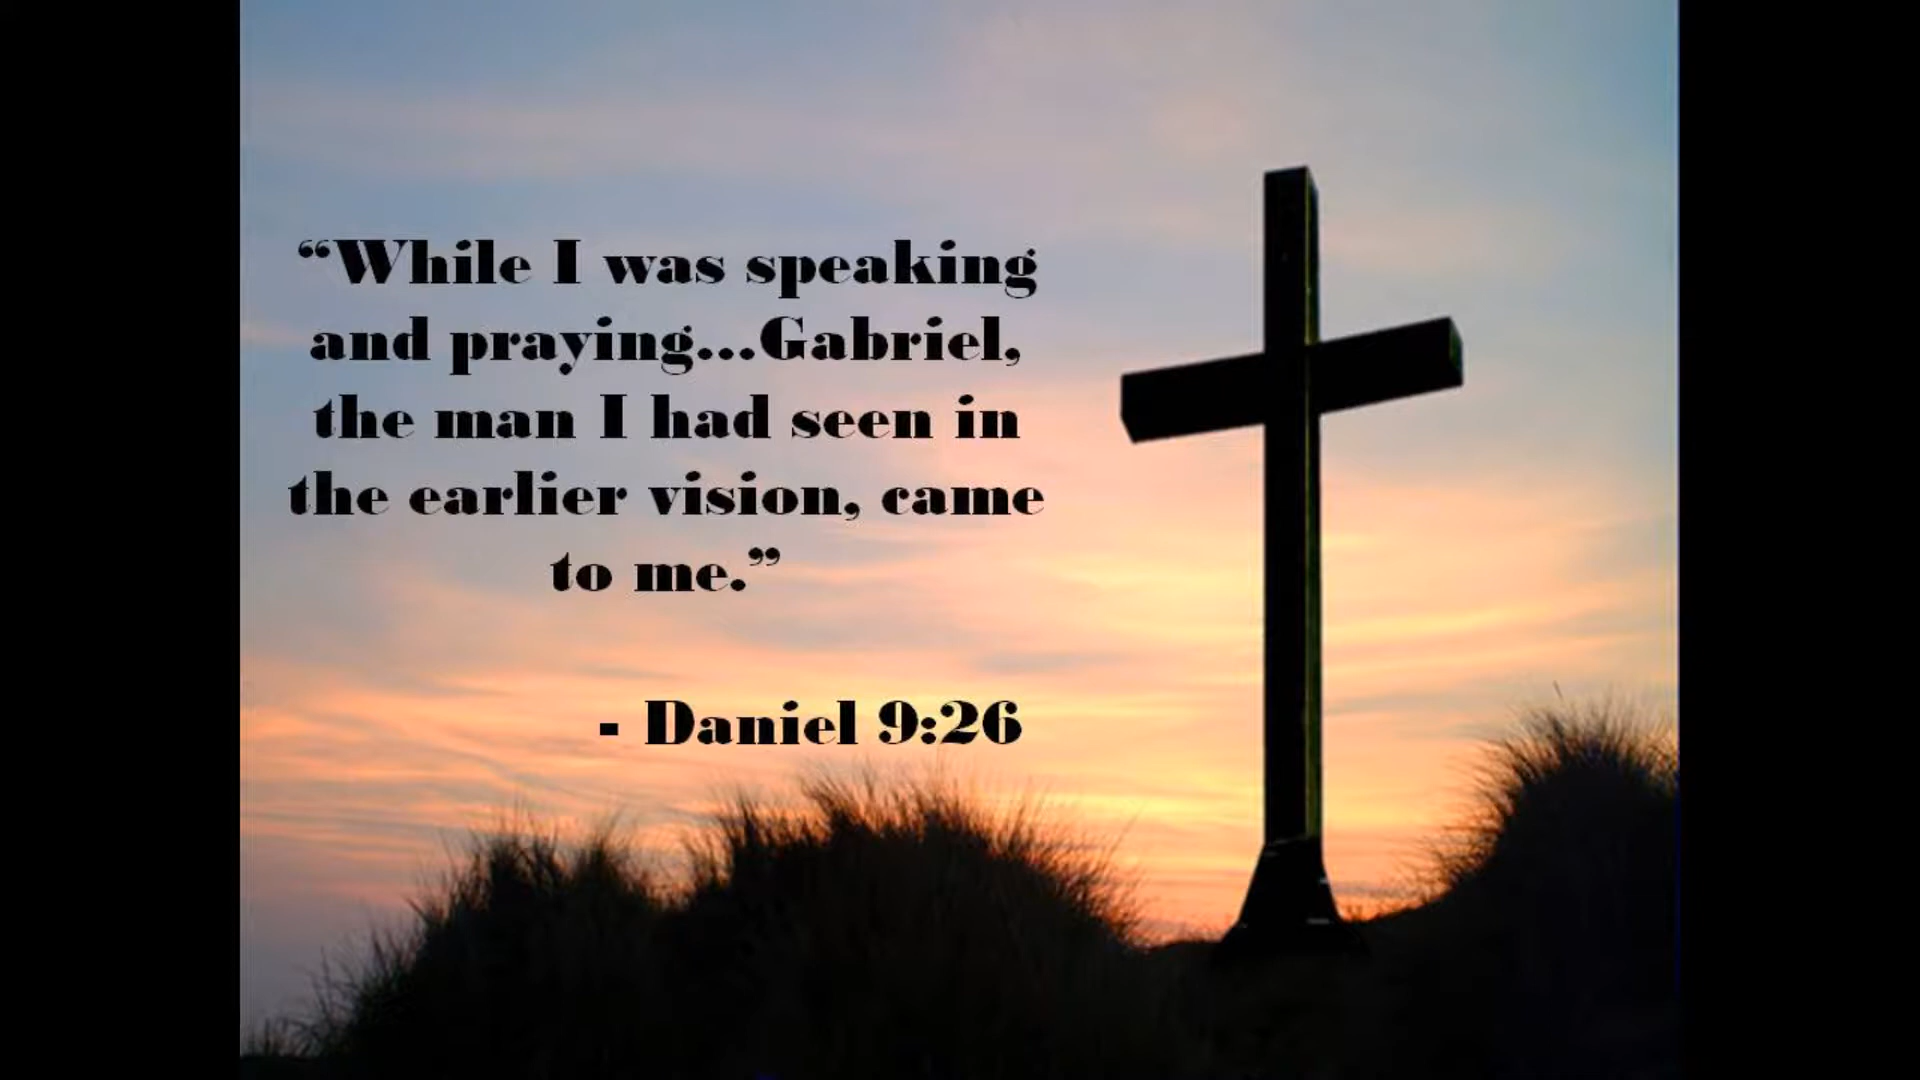 “While I was speaking
and praying...Gabriel,
the man I had seen in
the earlier vision, came
to me.”
- Daniel 9:26